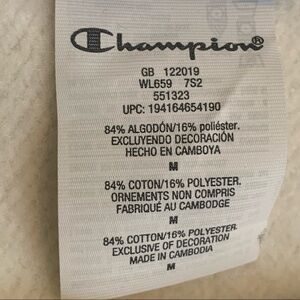 Champion®
GB 122019
WL659 7S2
551323
UPC: 194164654190
84% ALGODÓN/16% poliéster.
EXCLUYENDO DECORACIÓN
HECHO EN CAMBOYA
M
84% COTON/16% POLYESTER.
ORNEMENTS NON COMPRIS
FABRIQUÉ AU CAMBODGE
M
84% COTTON/16% POLYESTER.
EXCLUSIVE OF DECORATION
MADE IN CAMBODIA
M